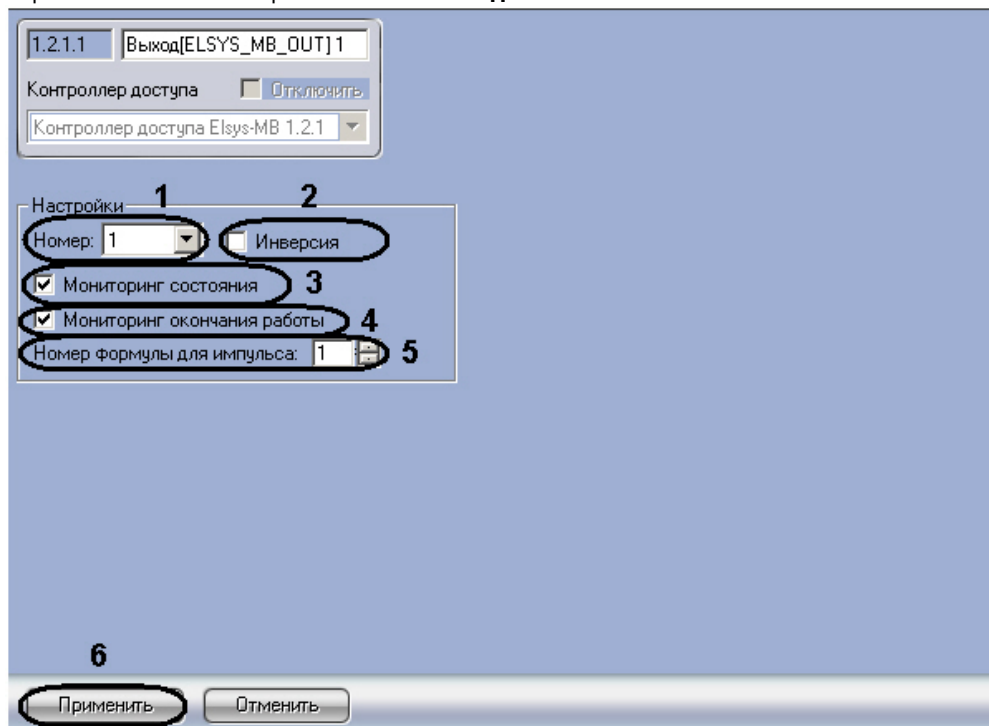 1.2.1.1 Выход[ELSYS_MB_OUT] 1
Контроллер доступа Отключить
Контроллер доступа Elsys-MB 1.2.1
Настройки 1 2
Номер: 1 Инверсия
Мониторинг состояния 3
Мониторинг окончания работы 4
Номер формулы для импульса: 1 5
6
Применить Отменить